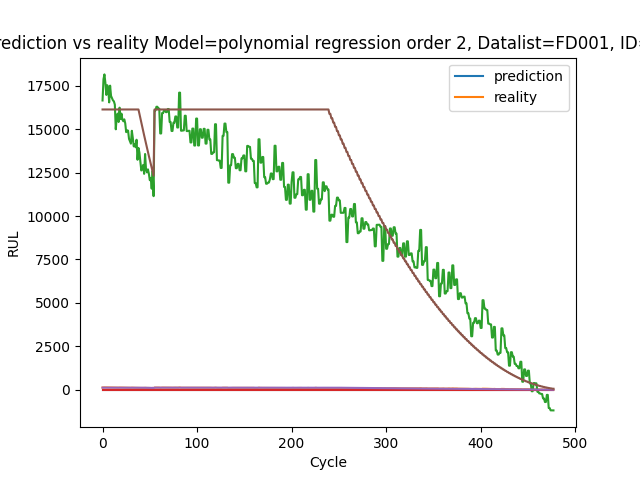 rediction vs reality Model=polynomial regression order 2, Datalist=FD001, ID=
prediction
reality
17500
15000
12500
10000
7500
5000
2500
0
RUL
0 100 200 300 400 500
Cycle